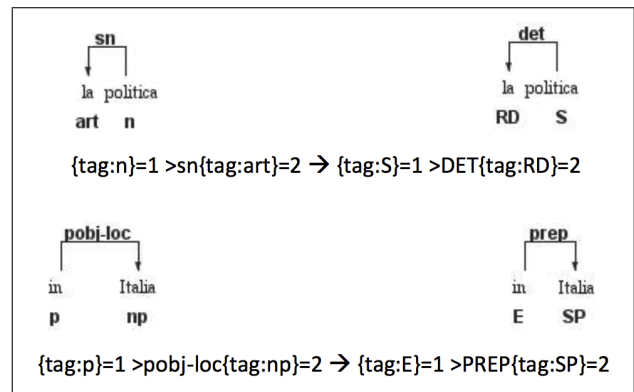 sn det
la politica la politica
art n RD S
{tag:n}=1 >sn{tag:art}=2 → {tag:S}=1 >DET{tag:RD}=2
pobj-loc prep
in Italia in Italia
p np E SP
{tag:p}=1 >pobj-loc{tag:np}=2 → {tag:E}=1 >PREP{tag:SP}=2